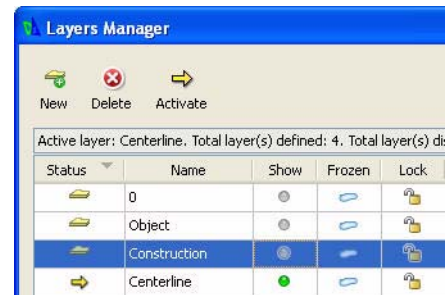 Layers Manager
New Delete Activate
Active layer: Centerline. Total layer(s) defined: 4. Total layer(s)
Status Name Show Frozen Lock
0
Object
Construction
Centerline